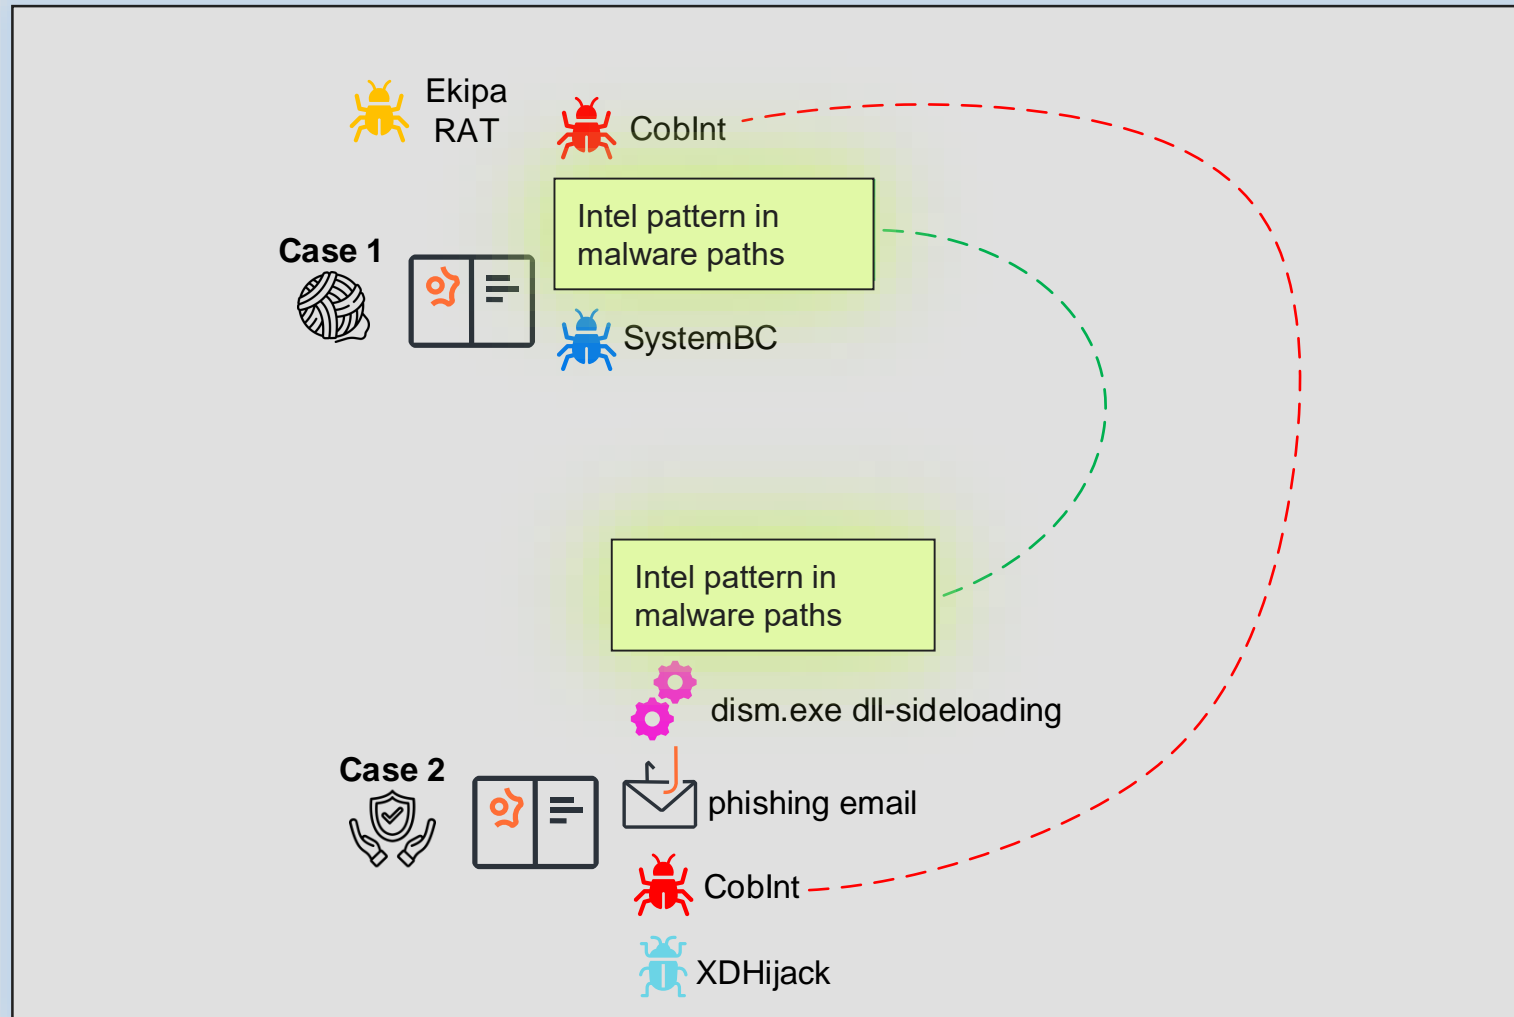 Ekipa
RAT
CobInt
Intel pattern in
malware paths
Case 1
SystemBC
Intel pattern in
malware paths
dism.exe dll-sideloading
Case 2
phishing email
CobInt
XDHijack